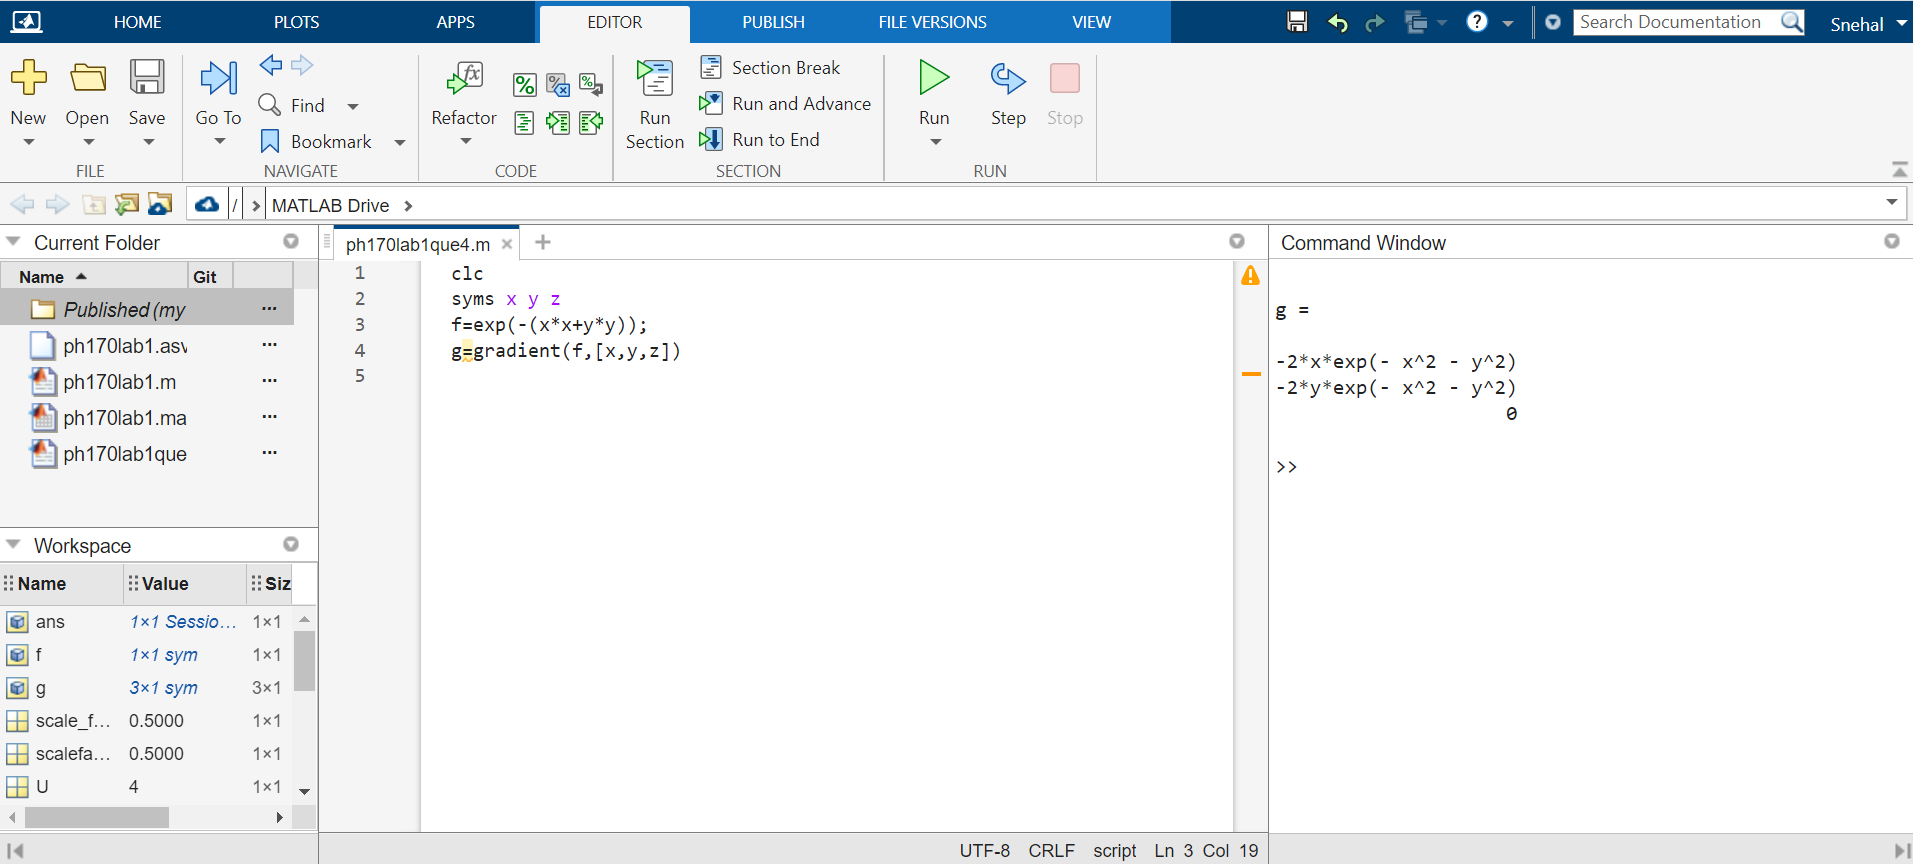 HOME PLOTS APPS EDITOR PUBLISH FILE VERSIONS VIEW Search Documentation Snehal
New Open Save Go To Find Bookmark Refactor Run Section Section Break Run and Advance Run to End Run Step Stop
FILE NAVIGATE CODE SECTION RUN
/ > MATLAB Drive >
Current Folder
Name Git
Published (my ...
ph170lab1.asv ...
ph170lab1.m ...
ph170lab1.ma ...
ph170lab1que ...
Workspace
Name Value Siz
ans 1×1 Sessio... 1×1
f 1×1 sym 1×1
g 3×1 sym 3×1
scale_f... 0.5000 1×1
scalefa... 0.5000 1×1
U 4 1×1
ph170lab1que4.m × +
1 clc
2 syms x y z
3 f=exp(-(x*x+y*y));
4 g=gradient(f,[x,y,z])
5
Command Window
g =
-2*x*exp(- x^2 - y^2)
-2*y*exp(- x^2 - y^2)
0
>>
UTF-8 CRLF script Ln 3 Col 19